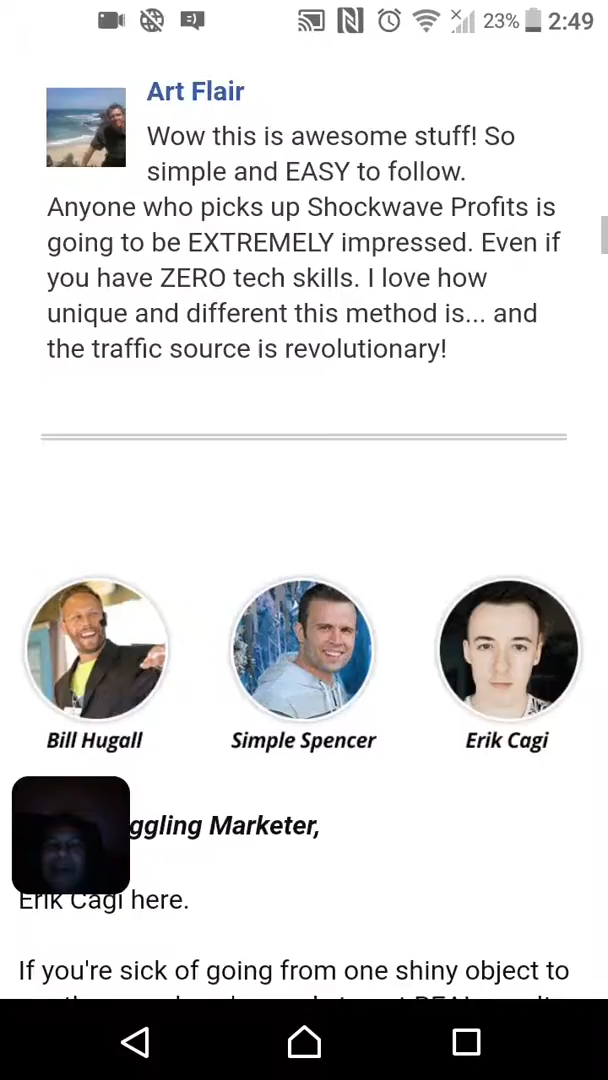 23% 2:49
Art Flair
Wow this is awesome stuff! So
simple and EASY to follow.
Anyone who picks up Shockwave Profits is
going to be EXTREMELY impressed. Even if
you have ZERO tech skills. I love how
unique and different this method is... and
the traffic source is revolutionary!
Bill Hugall Simple Spencer Erik Cagi
ggling Marketer,
Erik Cagi here.
If you're sick of going from one shiny object to